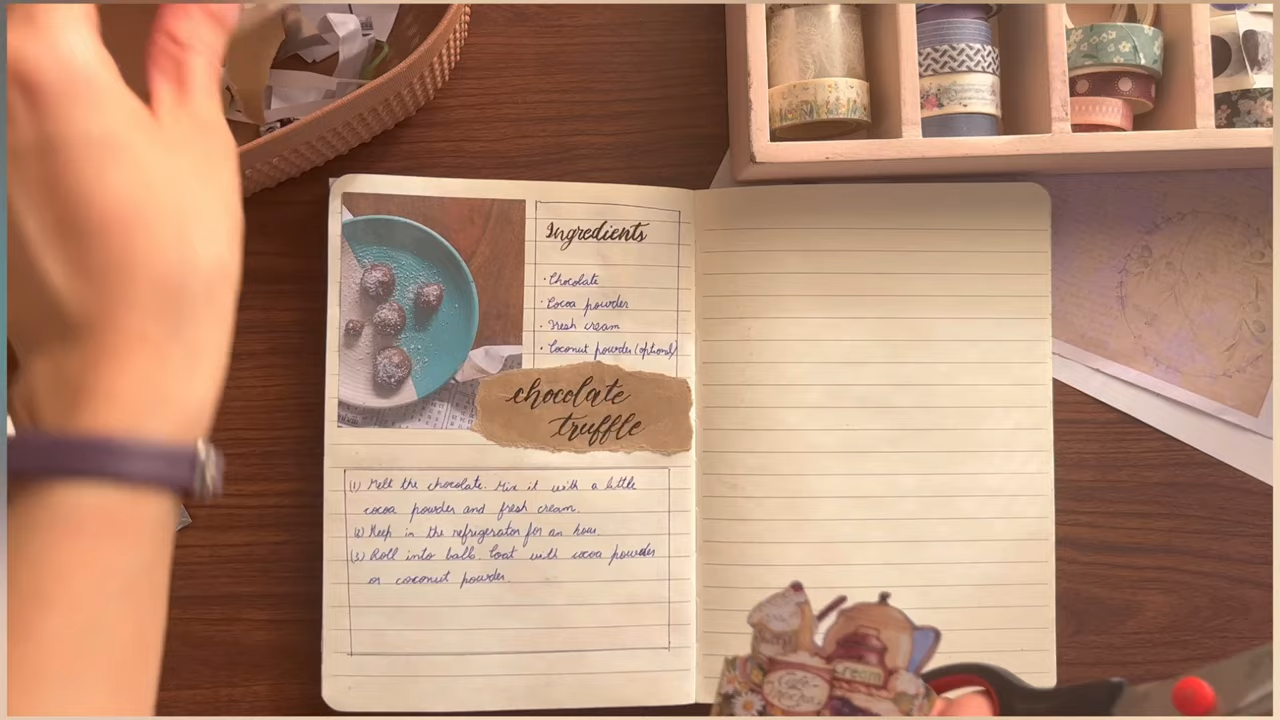 Ingredients
· Chocolate
· Cocoa powder
· Fresh cream
· Coconut powder (optional)
chocolate
truffle
(1) Melt the chocolate. Mix it with a little
cocoa powder and fresh cream.
(2) Keep in the refrigerator for an hour.
(3) Roll into balls. Coat with cocoa powder
or coconut powder.
Cream